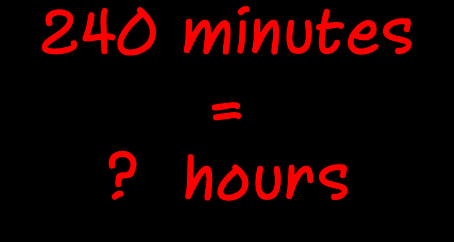 240 minutes
=
? hours